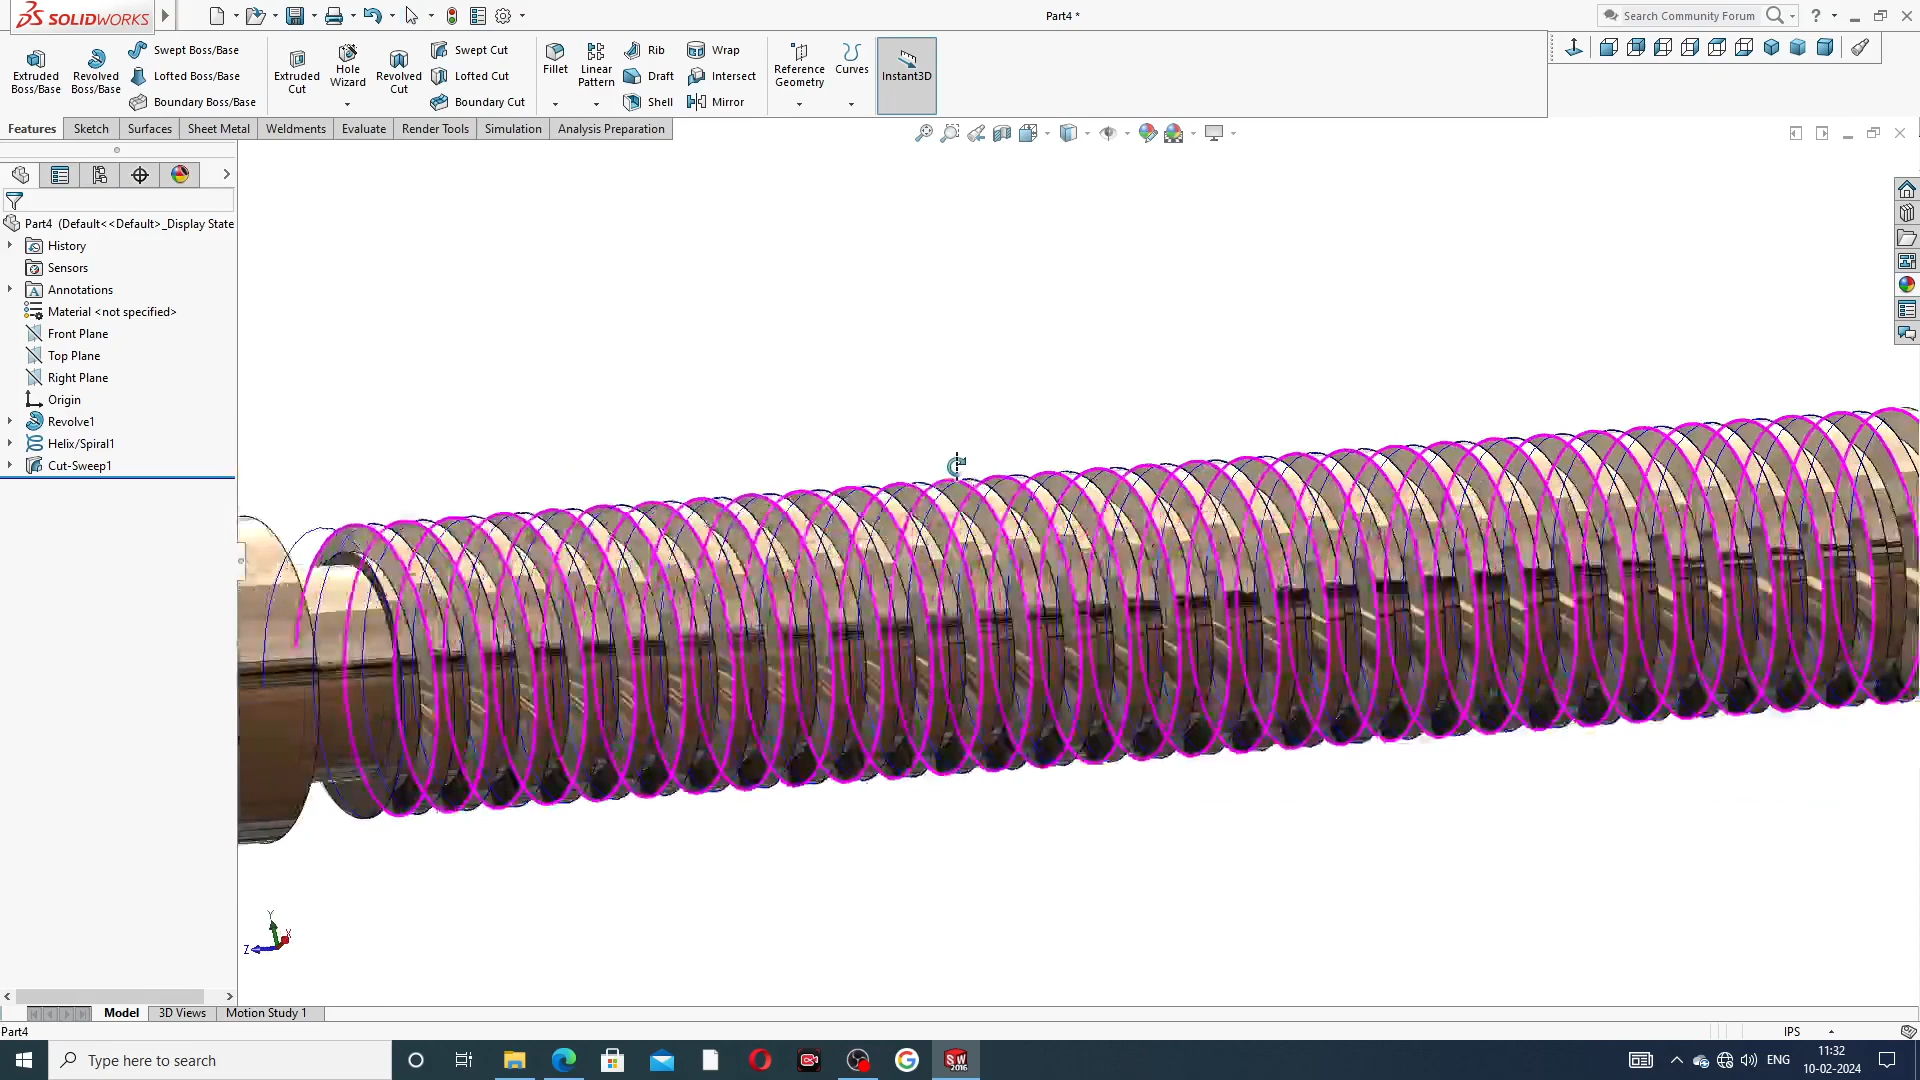 SOLIDWORKS
Part4 *
Search Community Forum
?
Extruded
Boss/Base
Revolved
Boss/Base
Swept Boss/Base
Lofted Boss/Base
Boundary Boss/Base
Extruded
Cut
Hole
Wizard
Revolved
Cut
Swept Cut
Lofted Cut
Boundary Cut
Fillet
Linear
Pattern
Rib
Draft
Shell
Wrap
Intersect
Mirror
Reference
Geometry
Curves
Instant3D
Features
Sketch
Surfaces
Sheet Metal
Weldments
Evaluate
Render Tools
Simulation
Analysis Preparation
Part4 (Default<<Default>_Display State
History
Sensors
Annotations
Material <not specified>
Front Plane
Top Plane
Right Plane
Origin
Revolve1
Helix/Spiral1
Cut-Sweep1
Y
X
Z
Model
3D Views
Motion Study 1
Part4
IPS
Type here to search
SW
2016
ENG
11:32
10-02-2024